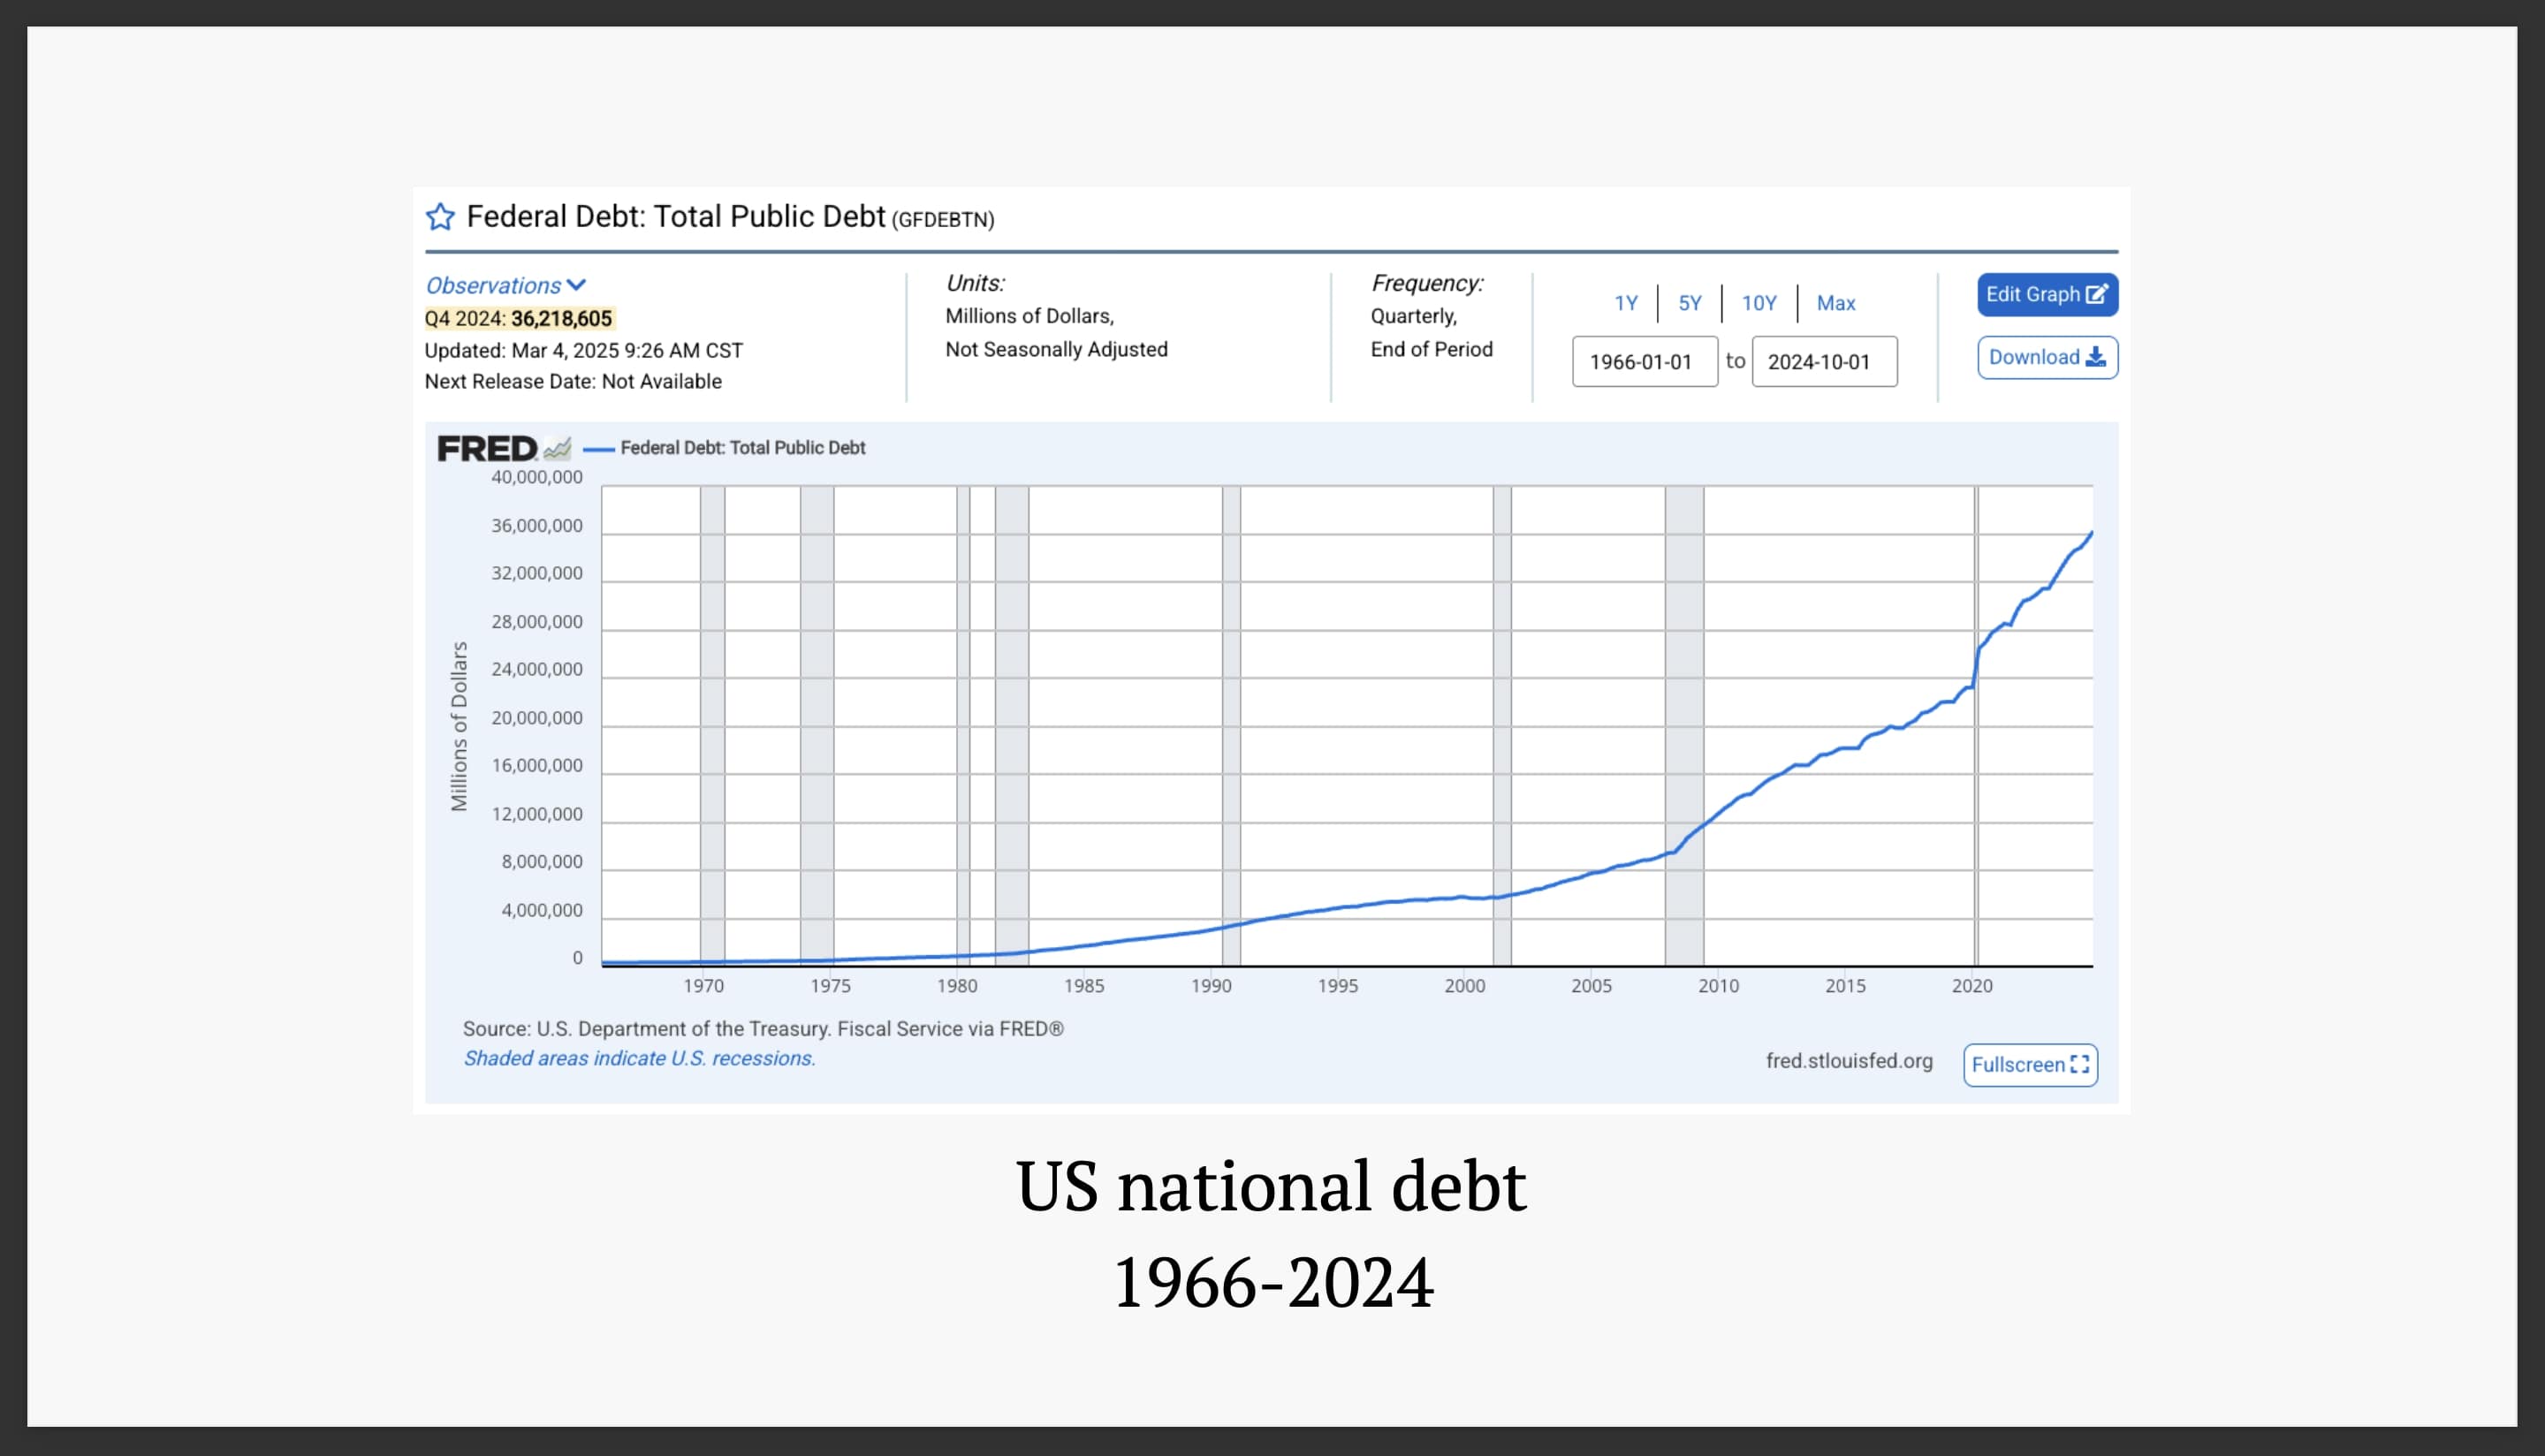 Federal Debt: Total Public Debt (GFDEBTN)
Observations
Q4 2024: 36,218,605
Updated: Mar 4, 2025 9:26 AM CST
Next Release Date: Not Available
Units:
Millions of Dollars,
Not Seasonally Adjusted
Frequency:
Quarterly,
End of Period
1Y | 5Y | 10Y | Max
1966-01-01 to 2024-10-01
Edit Graph
Download
FRED
Federal Debt: Total Public Debt
Millions of Dollars
40,000,000
36,000,000
32,000,000
28,000,000
24,000,000
20,000,000
16,000,000
12,000,000
8,000,000
4,000,000
0
1970 1975 1980 1985 1990 1995 2000 2005 2010 2015 2020
Source: U.S. Department of the Treasury. Fiscal Service via FRED®
Shaded areas indicate U.S. recessions.
fred.stlouisfed.org
Fullscreen
US national debt
1966-2024